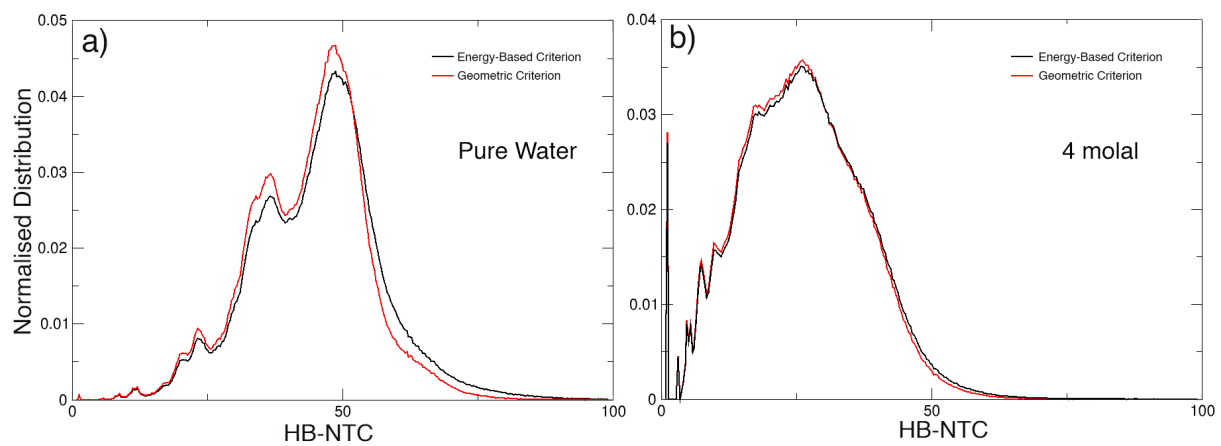 a)
Energy-Based Criterion
Geometric Criterion
Pure Water
Normalised Distribution
0.05
0.04
0.03
0.02
0.01
0
0
50
100
HB-NTC
b)
Energy-Based Criterion
Geometric Criterion
4 molal
0.04
0.03
0.02
0.01
0
0
50
100
HB-NTC